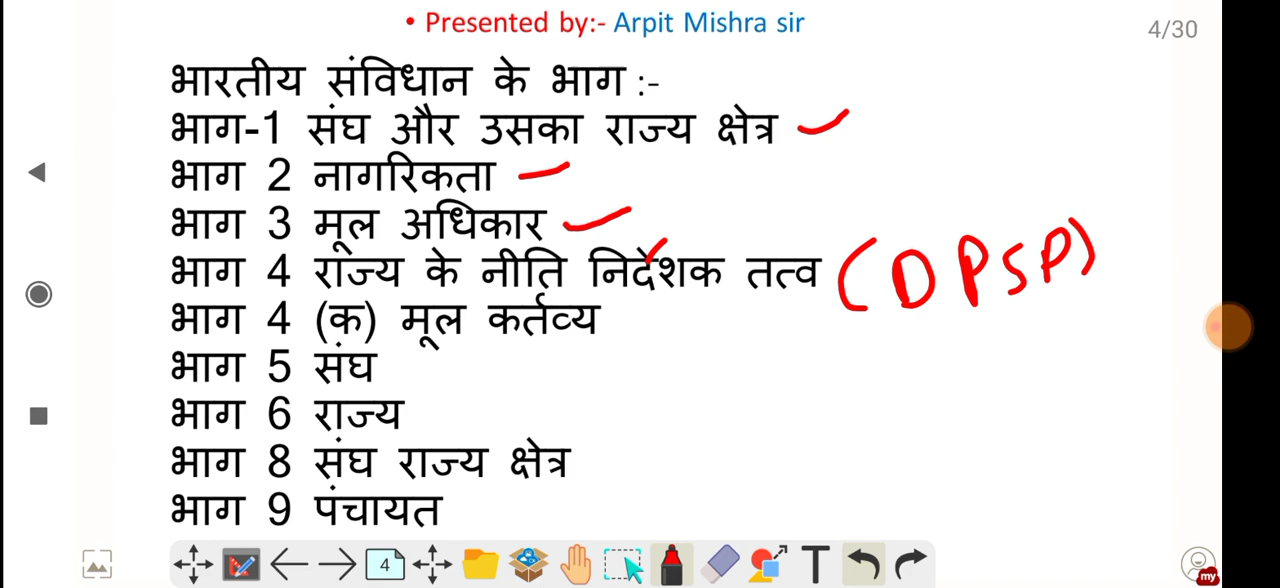 • Presented by:- Arpit Mishra sir
4/30
भारतीय संविधान के भाग :-
भाग-1 संघ और उसका राज्य क्षेत्र
भाग 2 नागरिकता
भाग 3 मूल अधिकार
भाग 4 राज्य के नीति निर्देशक तत्व (DPSP)
भाग 4 (क) मूल कर्तव्य
भाग 5 संघ
भाग 6 राज्य
भाग 8 संघ राज्य क्षेत्र
भाग 9 पंचायत
4
T
my